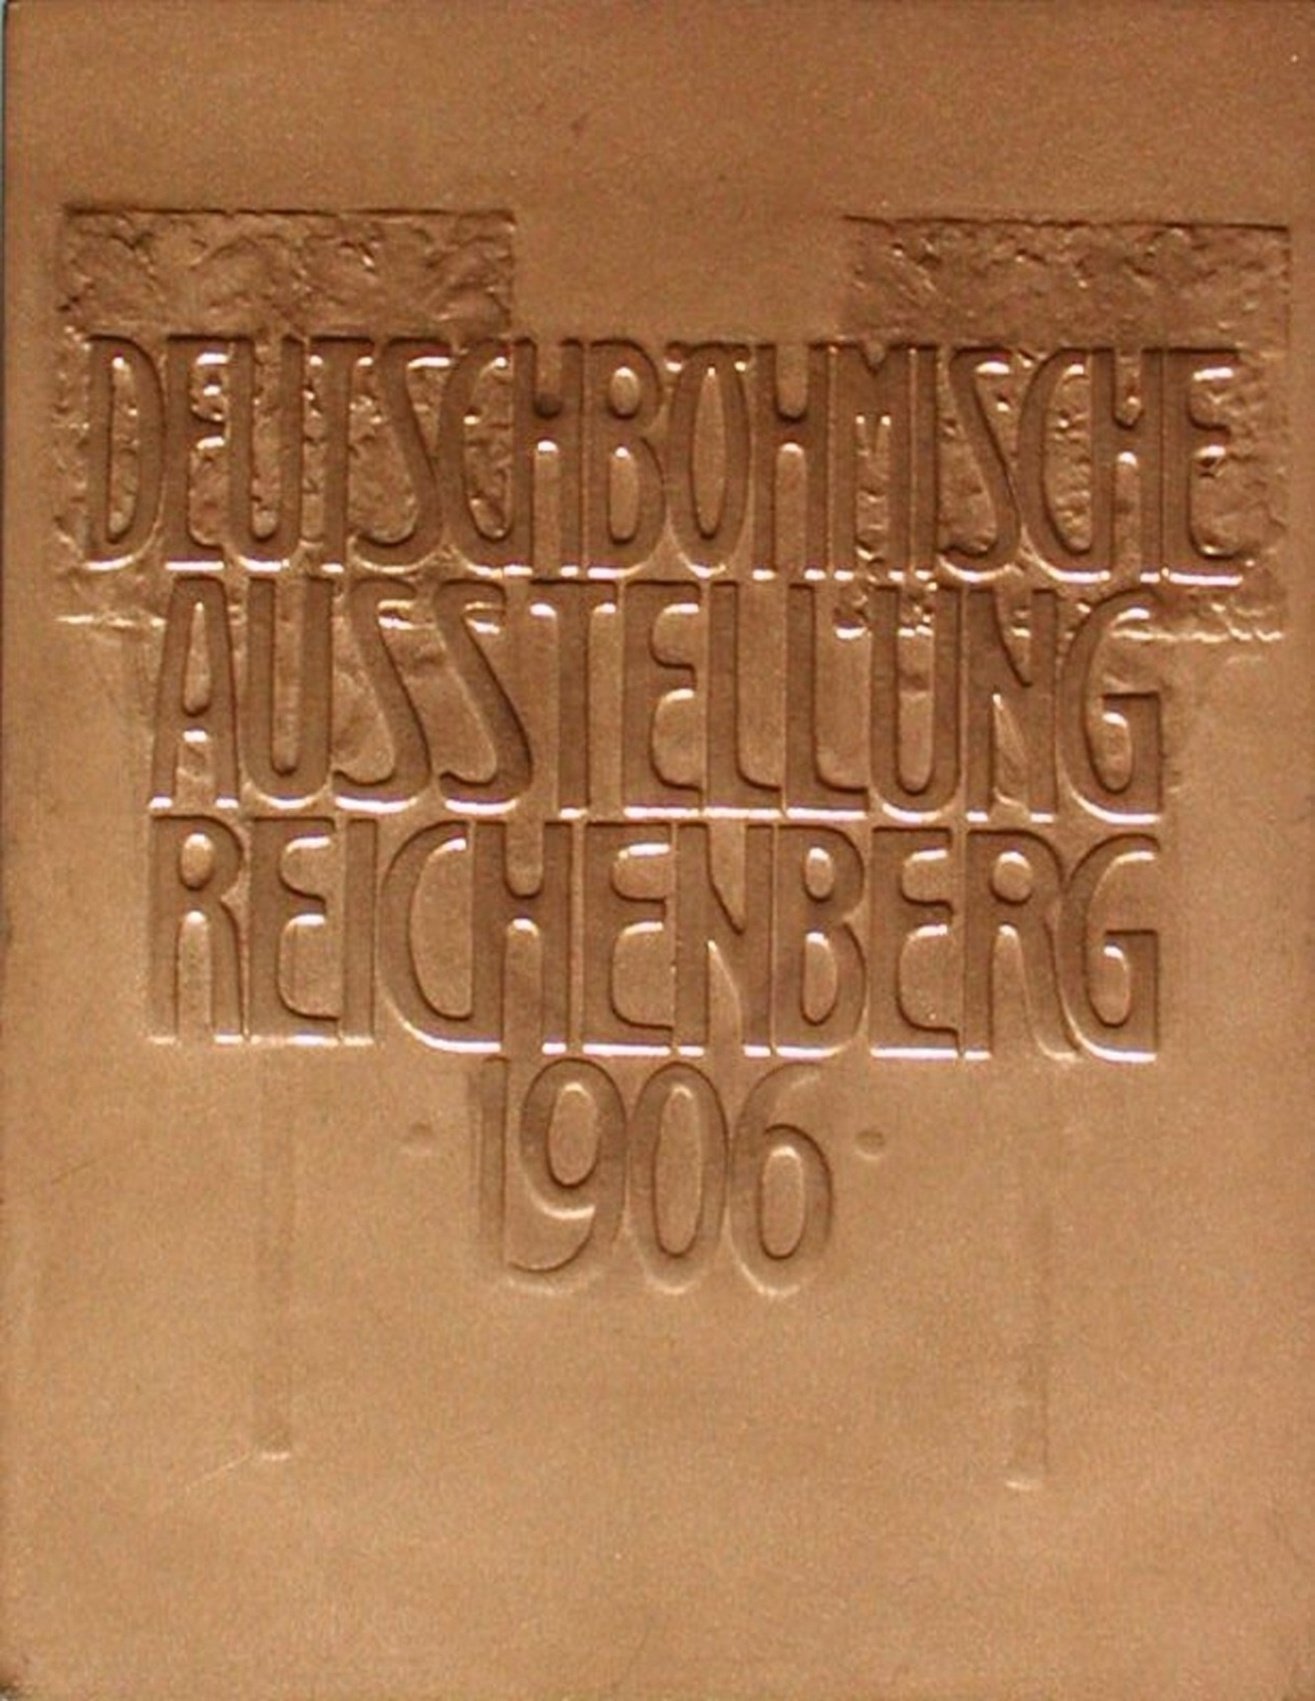 DEUTSCHBÖHMISCHE
AUSSTELLUNG
REICHENBERG
· 1906 ·